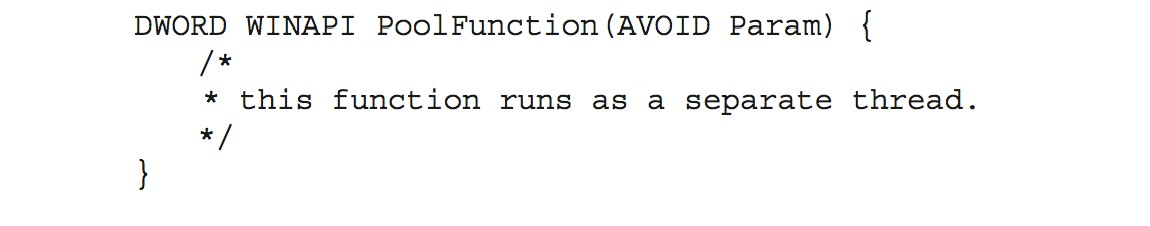 DWORD WINAPI PoolFunction(AVOID Param) {
/*
* this function runs as a separate thread.
*/
}